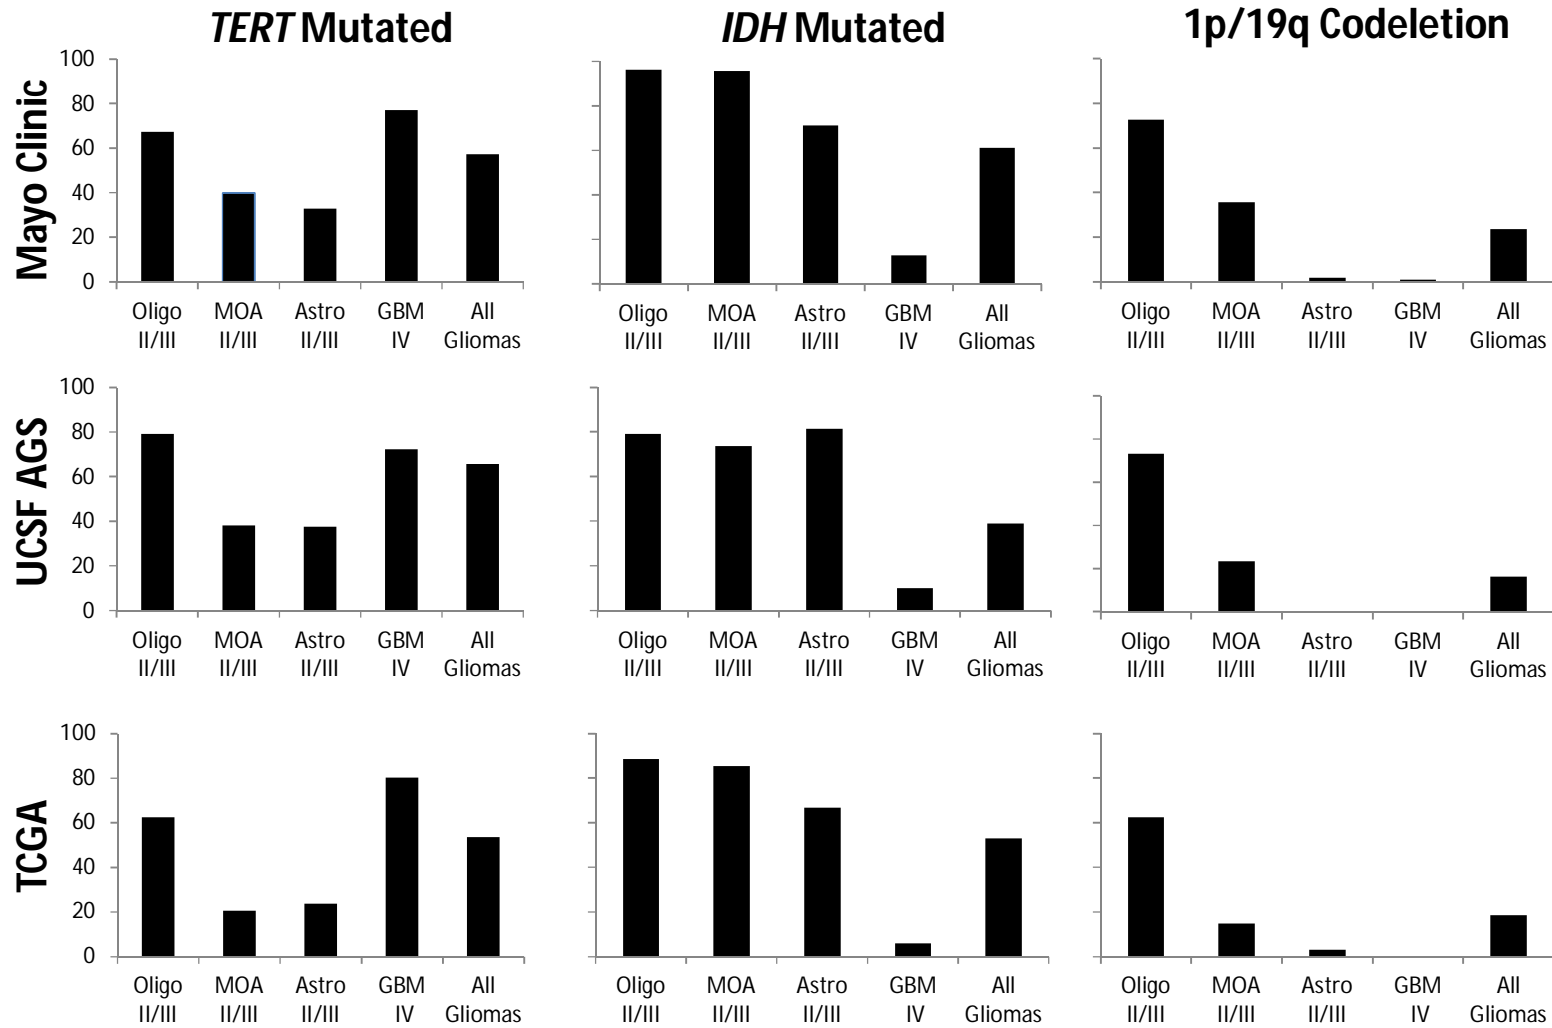 TERT Mutated
IDH Mutated
1p/19q Codeletion
Mayo Clinic
100
80
60
40
20
0
Oligo MOA Astro GBM All
II/III II/III II/III IV Gliomas
Oligo MOA Astro GBM All
II/III II/III II/III IV Gliomas
Oligo MOA Astro GBM All
II/III II/III II/III IV Gliomas
UCSF AGS
100
80
60
40
20
0
Oligo MOA Astro GBM All
II/III II/III II/III IV Gliomas
Oligo MOA Astro GBM All
II/III II/III II/III IV Gliomas
Oligo MOA Astro GBM All
II/III II/III II/III IV Gliomas
TCGA
100
80
60
40
20
0
Oligo MOA Astro GBM All
II/III II/III II/III IV Gliomas
Oligo MOA Astro GBM All
II/III II/III II/III IV Gliomas
Oligo MOA Astro GBM All
II/III II/III II/III IV Gliomas